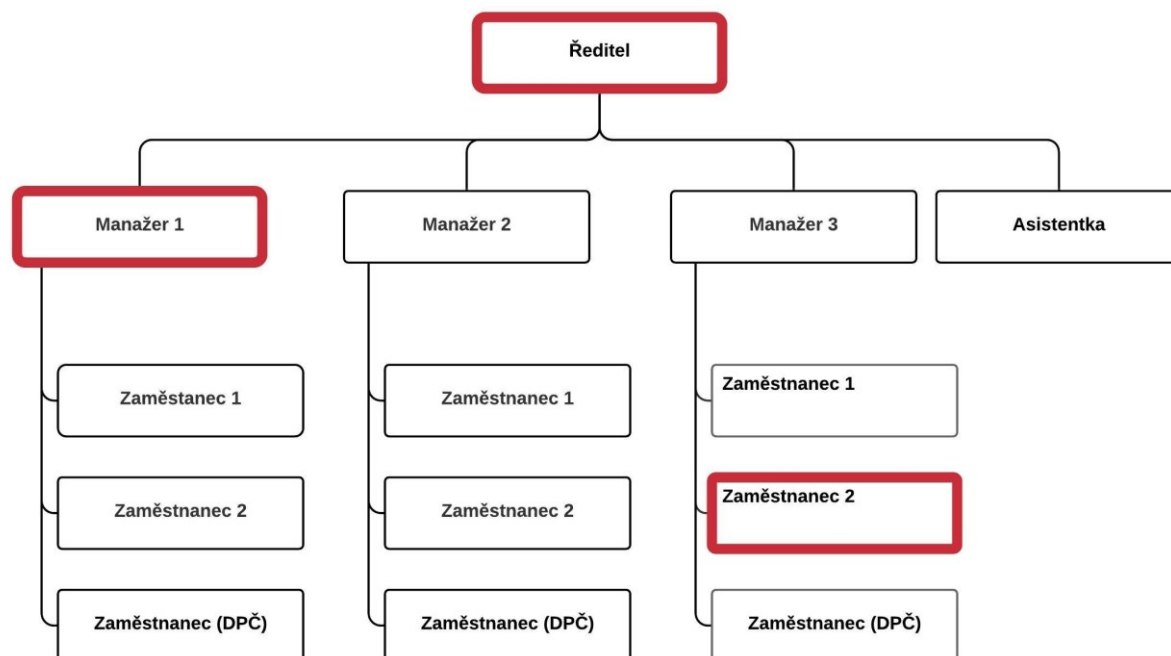 Ředitel
Manažer 1
Manažer 2
Manažer 3
Asistentka
Zaměstanec 1
Zaměstnanec 1
Zaměstnanec 1
Zaměstnanec 2
Zaměstnanec 2
Zaměstnanec 2
Zaměstnanec (DPČ)
Zaměstnanec (DPČ)
Zaměstnanec (DPČ)